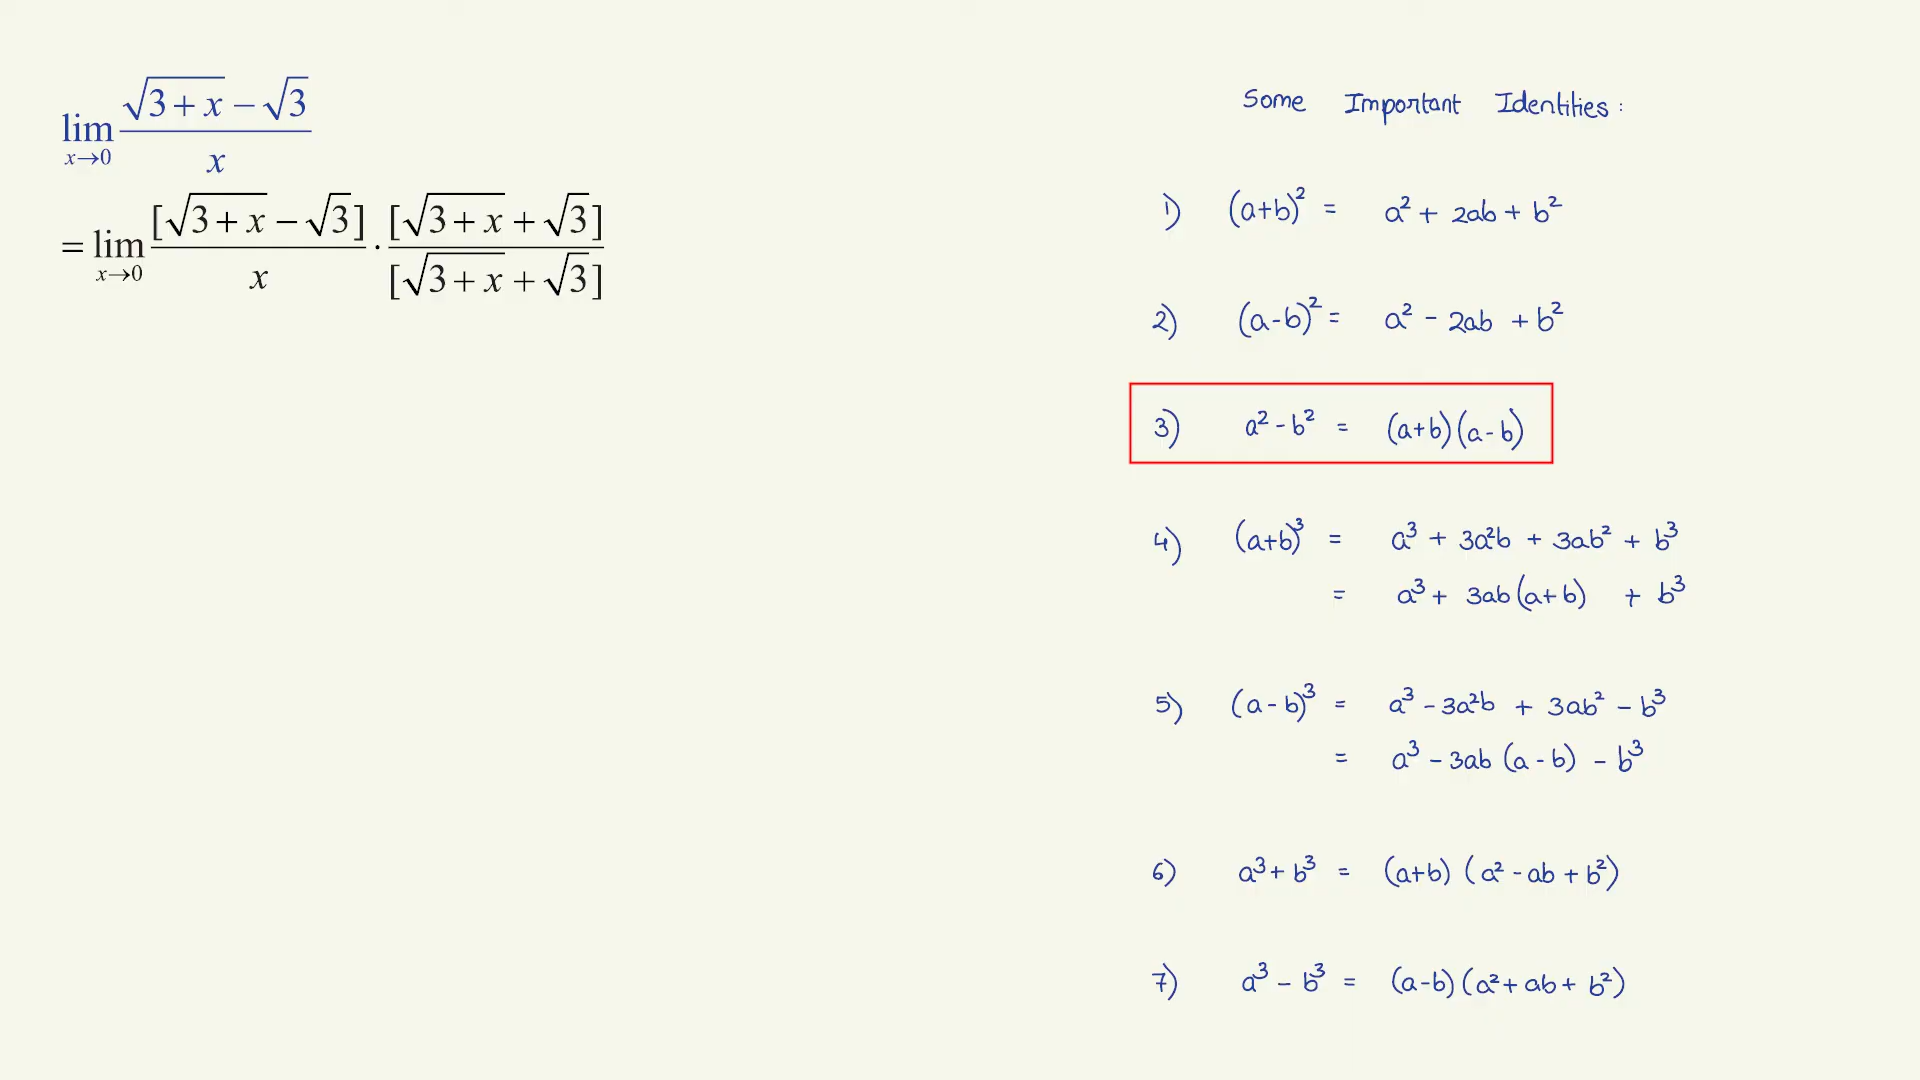 lim x→0 (√(3+x) − √3) / x
= lim x→0 [√(3+x) − √3] / x · [√(3+x) + √3] / [√(3+x) + √3]
Some Important Identities :
1) (a+b)² = a² + 2ab + b²
2) (a-b)² = a² - 2ab + b²
3) a² - b² = (a+b)(a-b)
4) (a+b)³ = a³ + 3a²b + 3ab² + b³
= a³ + 3ab(a+b) + b³
5) (a-b)³ = a³ - 3a²b + 3ab² - b³
= a³ - 3ab (a-b) - b³
6) a³ + b³ = (a+b) (a² - ab + b²)
7) a³ - b³ = (a-b) (a² + ab + b²)